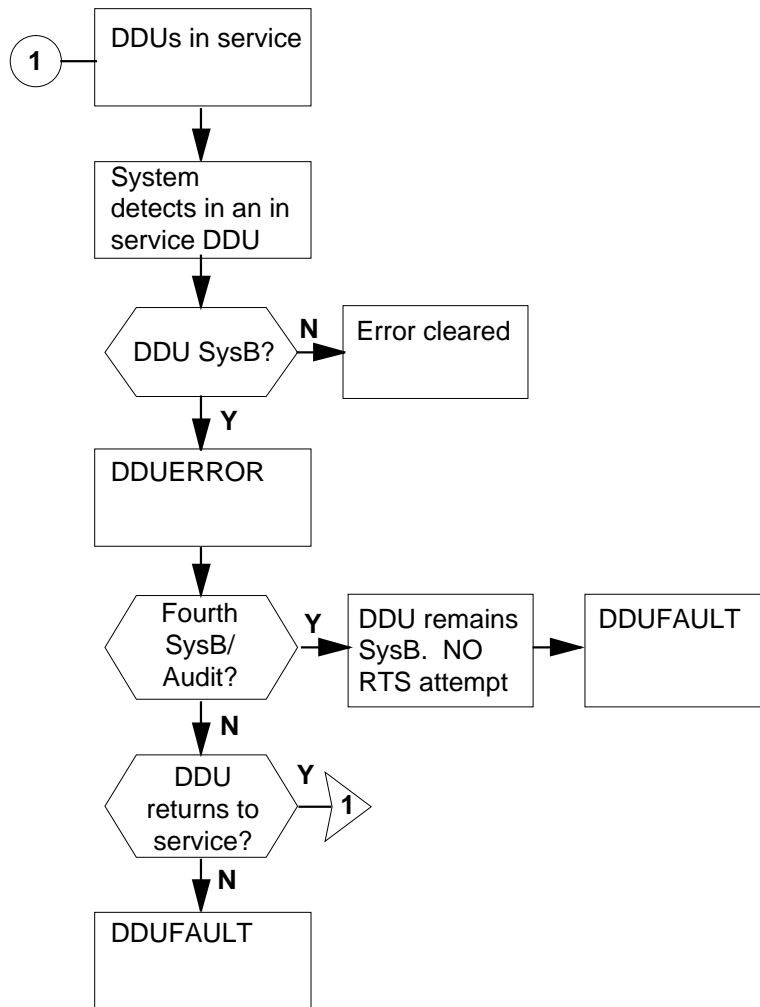 DDUs in service
1
System
detects in an in
service DDU
DDU SysB?
N
Error cleared
Y
DDUERROR
Fourth
SysB/
Audit?
Y
DDU remains
SysB.  NO
RTS attempt
DDUFAULT
N
DDU
returns to
service?
Y
1
N
DDUFAULT